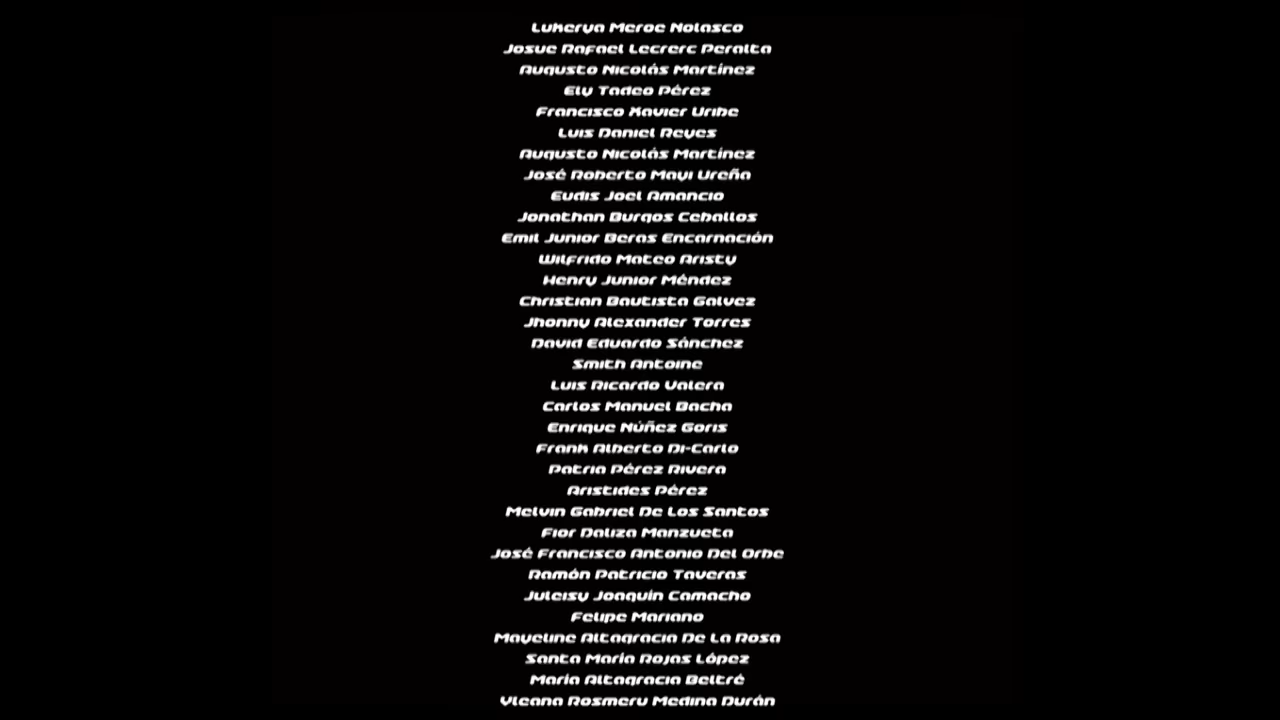 Lukerya Meroe Nolasco
Josue Rafael Lecrerc Peralta
Augusto Nicolás Martínez
Ely Tadeo Pérez
Francisco Xavier Uribe
Luis Daniel Reyes
Augusto Nicolás Martínez
José Roberto Mayi Ureña
Eudis Joel Amancio
Jonathan Burgos Ceballos
Emil Junior Beras Encarnación
Wilfrido Mateo Aristy
Henry Junior Méndez
Christian Bautista Galvez
Jhonny Alexander Torres
David Eduardo Sánchez
Smith Antoine
Luis Ricardo Valera
Carlos Manuel Bacha
Enrique Núñez Goris
Frank Alberto Di-Carlo
Patria Pérez Rivera
Aristides Pérez
Melvin Gabriel De Los Santos
Fior Daliza Manzueta
José Francisco Antonio Del Orbe
Ramón Patricio Taveras
Juleisy Joaquín Camacho
Felipe Mariano
Mayeline Altagracia De La Rosa
Santa María Rojas López
María Altagracia Beltré
Yleana Rosmery Medina Durán